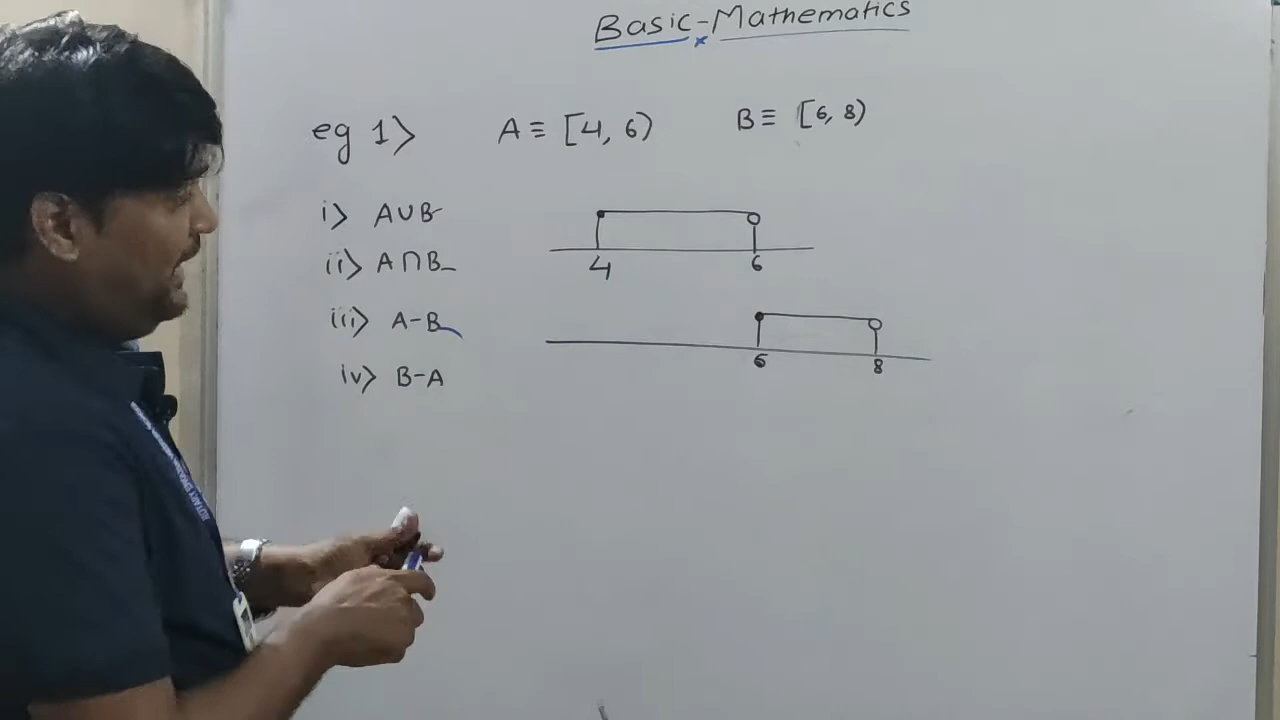 Basic-Mathematics
eg 1> A ≡ [4, 6) B ≡ [6, 8)
i> A∪B
4 6
ii> A∩B
iii> A-B
6 8
iv> B-A